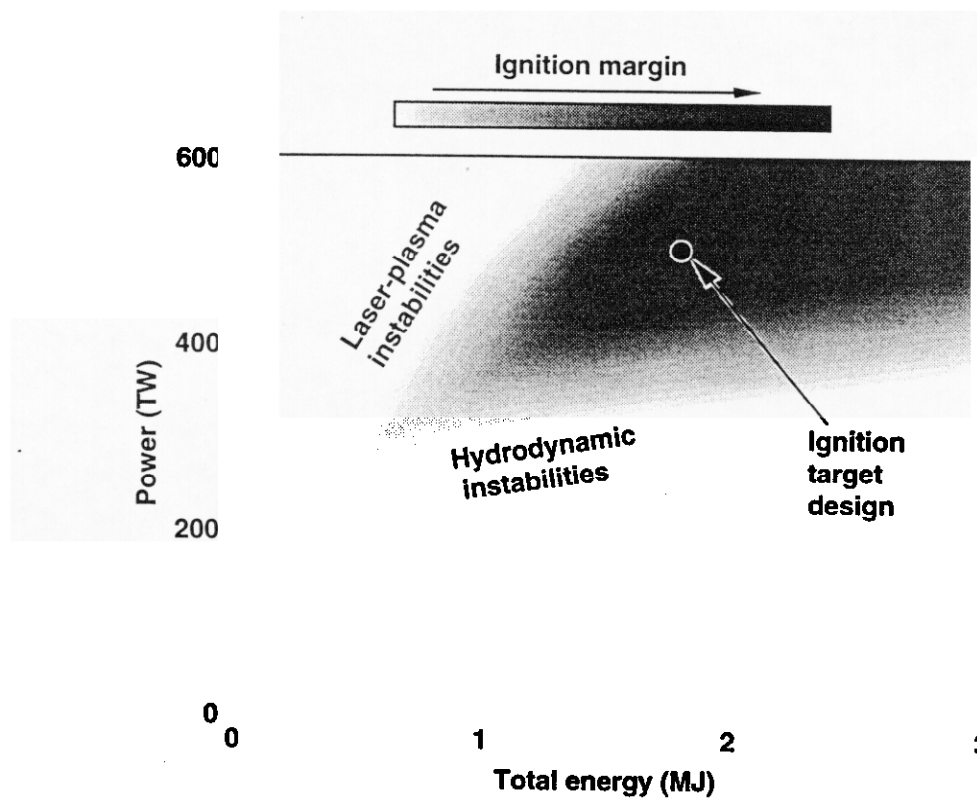 Ignition margin
600
Laser-plasma
instabilities
400
Power (TW)
Hydrodynamic
instabilities
Ignition
target
design
200
0
0
1
2
Total energy (MJ)